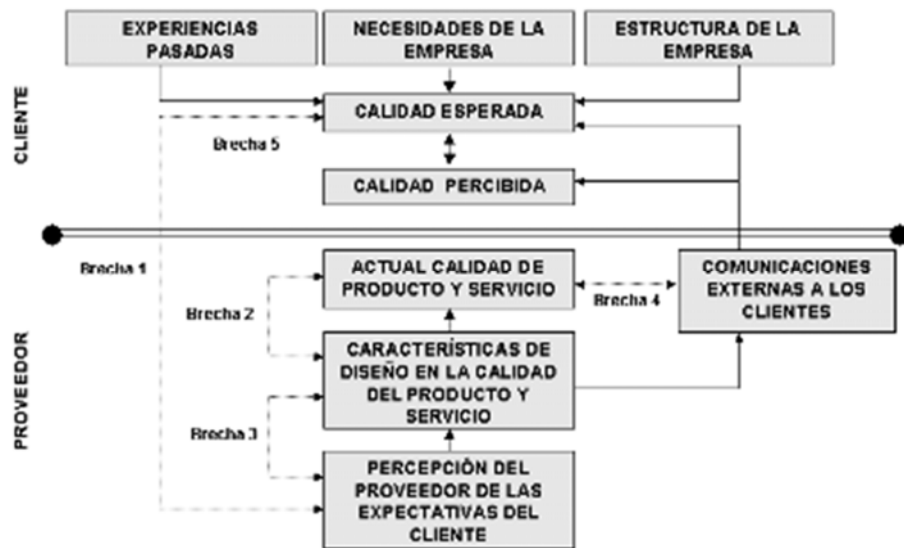 EXPERIENCIAS
PASADAS
NECESIDADES DE LA
EMPRESA
ESTRUCTURA DE LA
EMPRESA
CLIENTE
CALIDAD ESPERADA
Brecha 5
CALIDAD PERCIBIDA
Brecha 1
PROVEEDOR
ACTUAL CALIDAD DE
PRODUCTO Y SERVICIO
Brecha 4
COMUNICACIONES
EXTERNAS A LOS
CLIENTES
Brecha 2
CARACTERÍSTICAS DE
DISEÑO EN LA CALIDAD
DEL PRODUCTO Y
SERVICIO
Brecha 3
PERCEPCIÓN DEL
PROVEEDOR DE LAS
EXPECTATIVAS DEL
CLIENTE